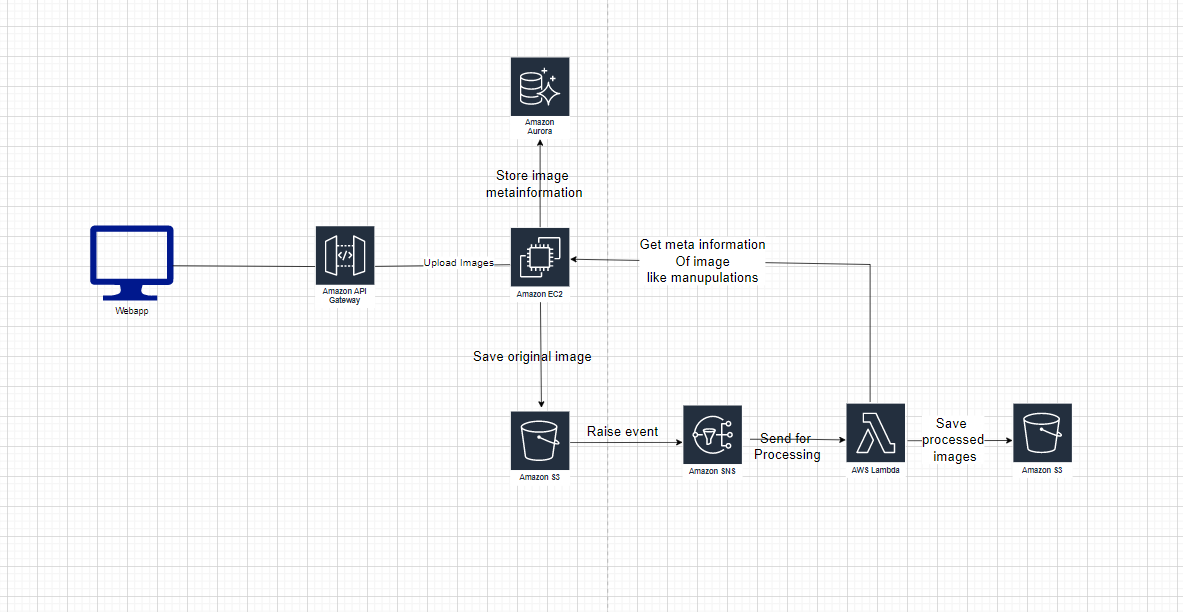 Amazon
Aurora
Store image
metainformation
Webapp
Amazon API
Gateway
Upload Images
Amazon EC2
Get meta information
Of image
like manupulations
Save original image
Amazon S3
Raise event
Amazon SNS
Send for
Processing
AWS Lambda
Save
processed
images
Amazon S3